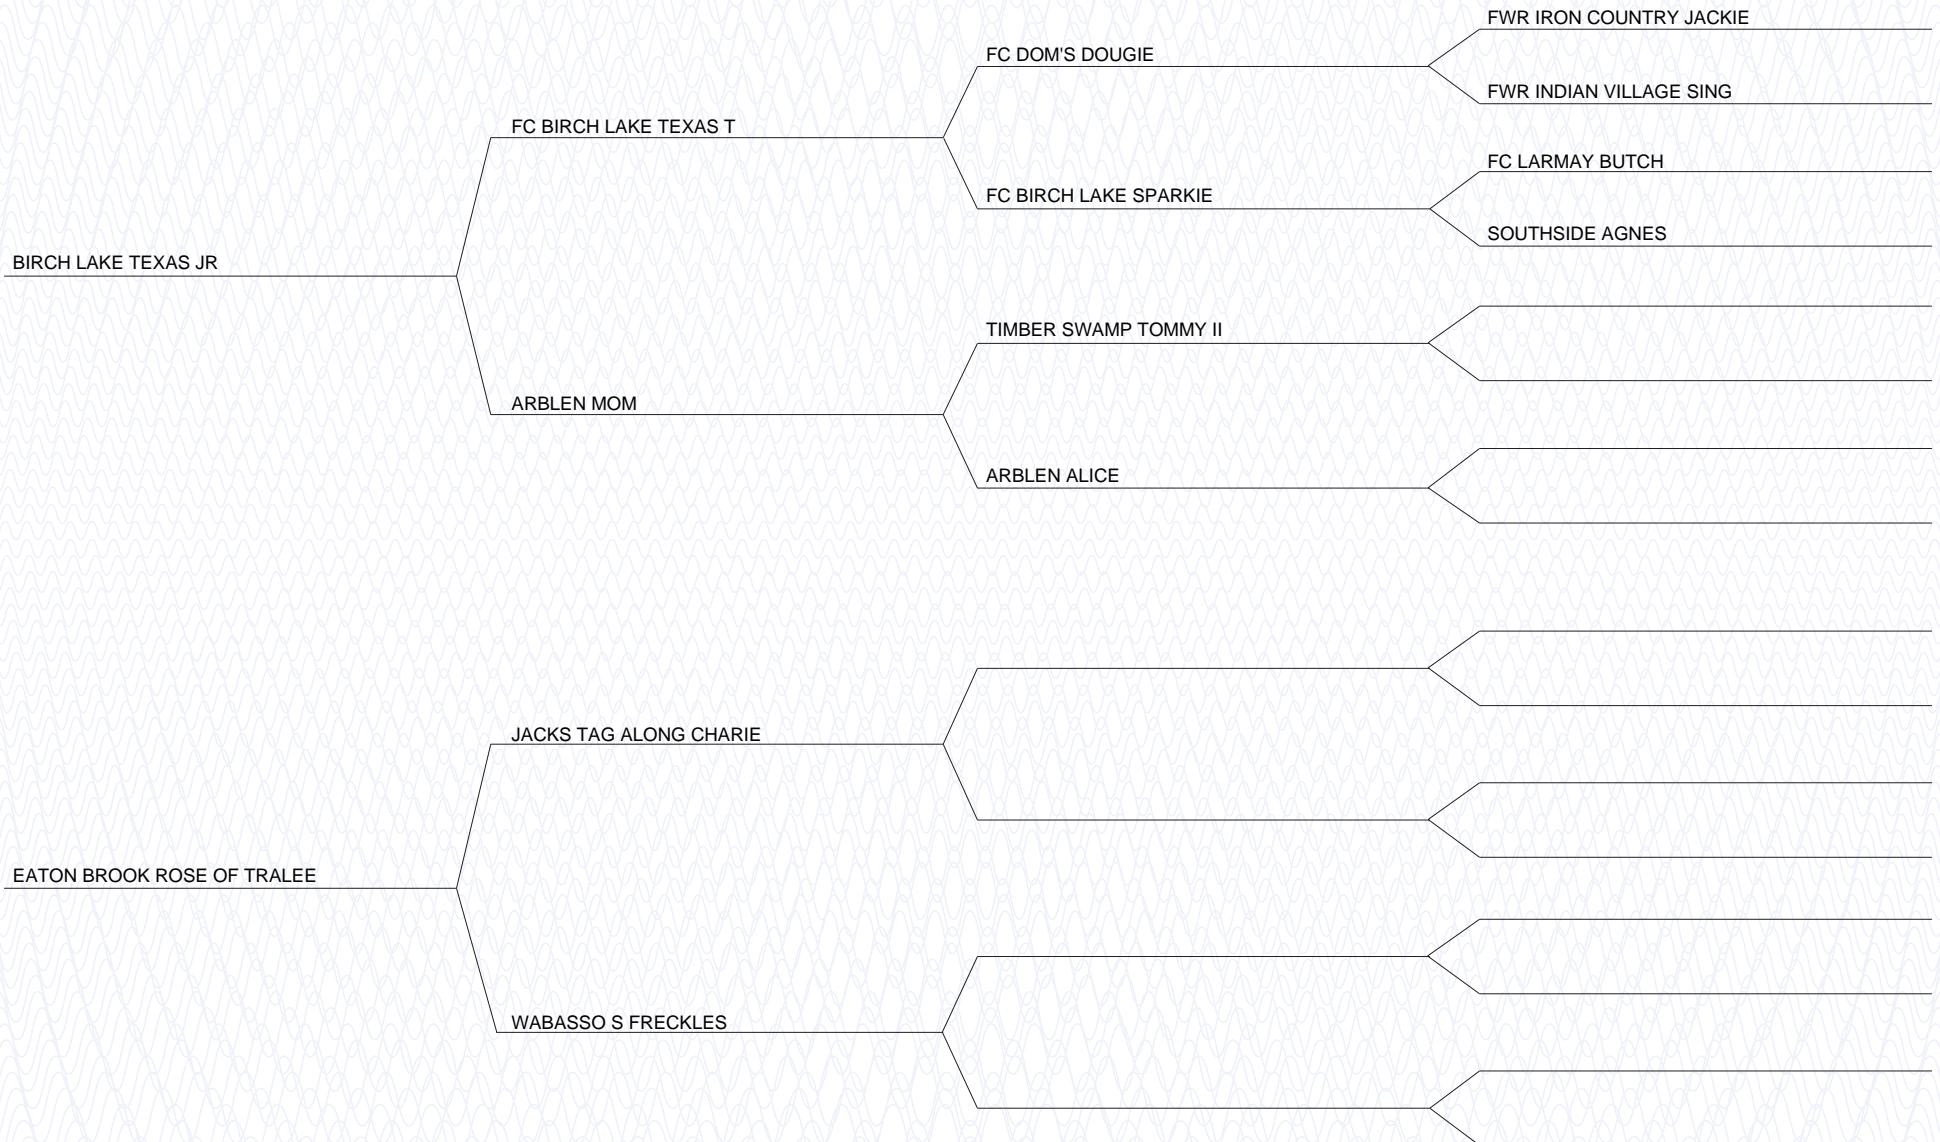 FWR IRON COUNTRY JACKIE
FC DOM'S DOUGIE
FWR INDIAN VILLAGE SING
FC BIRCH LAKE TEXAS T
FC LARMAY BUTCH
FC BIRCH LAKE SPARKIE
SOUTHSIDE AGNES
BIRCH LAKE TEXAS JR
TIMBER SWAMP TOMMY II
ARBLEN MOM
ARBLEN ALICE
JACKS TAG ALONG CHARIE
EATON BROOK ROSE OF TRALEE
WABASSO S FRECKLES